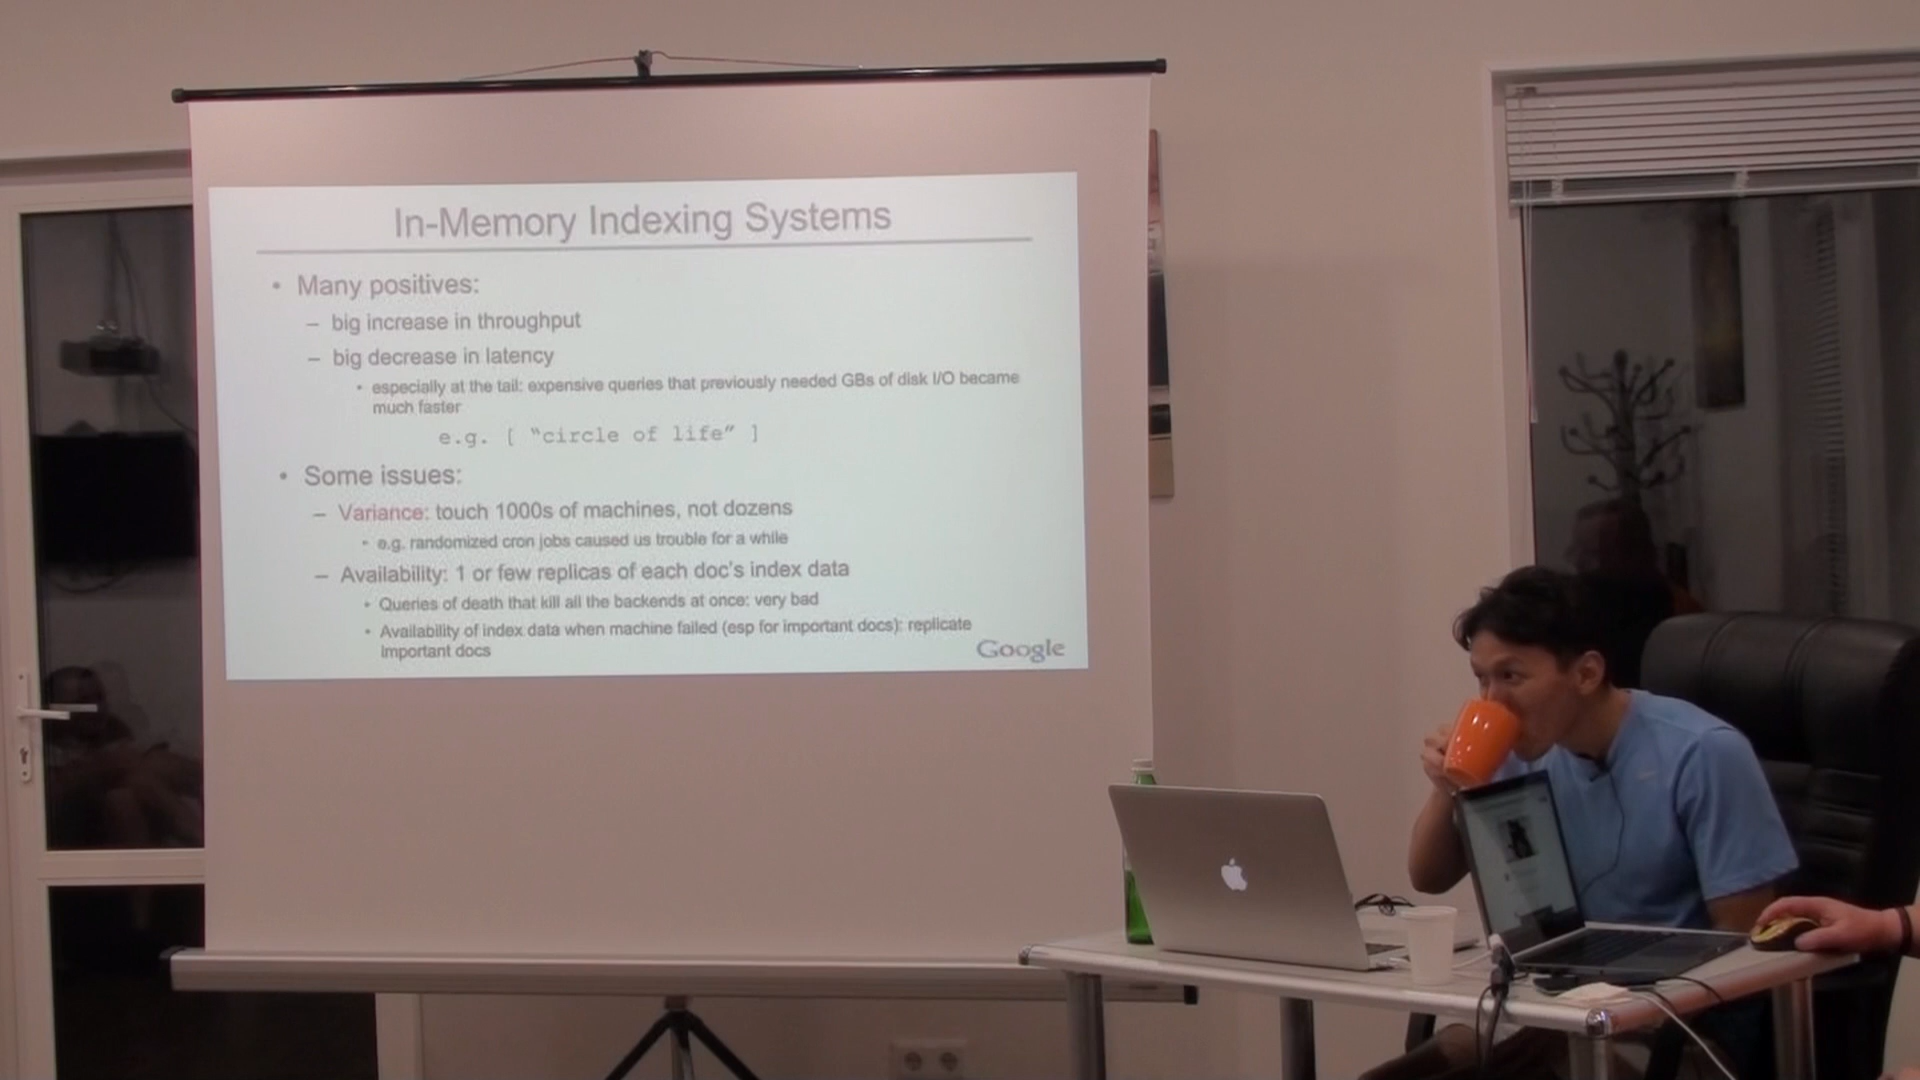 In-Memory Indexing Systems
• Many positives:
– big increase in throughput
– big decrease in latency
• especially at the tail: expensive queries that previously needed GBs of disk I/O became
much faster
e.g. [ "circle of life" ]
• Some issues:
– Variance: touch 1000s of machines, not dozens
• e.g. randomized cron jobs caused us trouble for a while
– Availability: 1 or few replicas of each doc's index data
• Queries of death that kill all the backends at once: very bad
• Availability of index data when machine failed (esp for important docs): replicate
important docs
Google